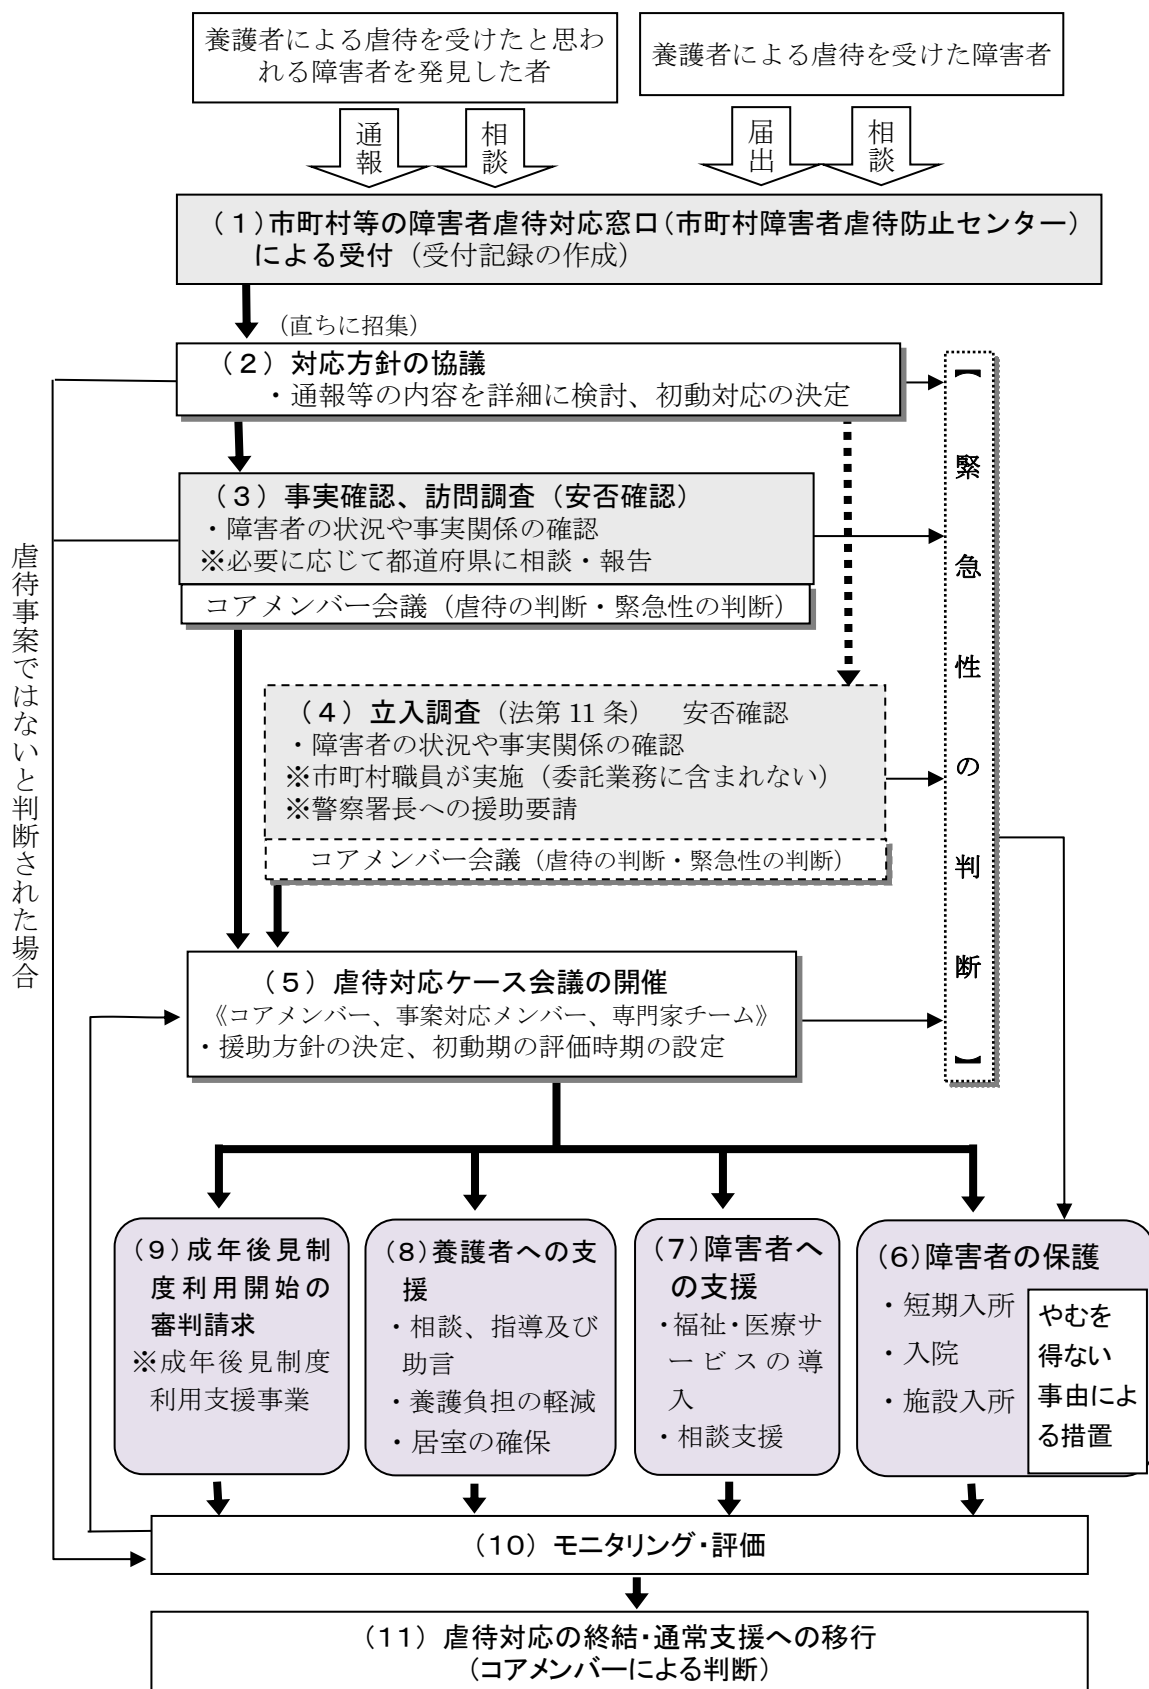 養護者による虐待を受けたと思わ
れる障害者を発見した者
養護者による虐待を受けた障害者
通報
相談
届出
相談
（１）市町村等の障害者虐待対応窓口（市町村障害者虐待防止センター）
による受付（受付記録の作成）
（直ちに招集）
（２）対応方針の協議
・通報等の内容を詳細に検討、初動対応の決定
（３）事実確認、訪問調査（安否確認）
・障害者の状況や事実関係の確認
※必要に応じて都道府県に相談・報告
コアメンバー会議（虐待の判断・緊急性の判断）
（４）立入調査（法第 11 条）　安否確認
・障害者の状況や事実関係の確認
※市町村職員が実施（委託業務に含まれない）
※警察署長への援助要請
コアメンバー会議（虐待の判断・緊急性の判断）
【緊急性の判断】
虐待事案ではないと判断された場合
（５）虐待対応ケース会議の開催
《コアメンバー、事案対応メンバー、専門家チーム》
・援助方針の決定、初動期の評価時期の設定
（９）成年後見制
度利用開始の
審判請求
※成年後見制度
利用支援事業
（８）養護者への支
援
・相談、指導及び
助言
・養護負担の軽減
・居室の確保
（７）障害者へ
の支援
・福祉・医療サ
ービスの導
入
・相談支援
（６）障害者の保護
・短期入所
・入院
・施設入所
やむを
得ない
事由によ
る措置
（１０）モニタリング・評価
（１１）虐待対応の終結・通常支援への移行
（コアメンバーによる判断）